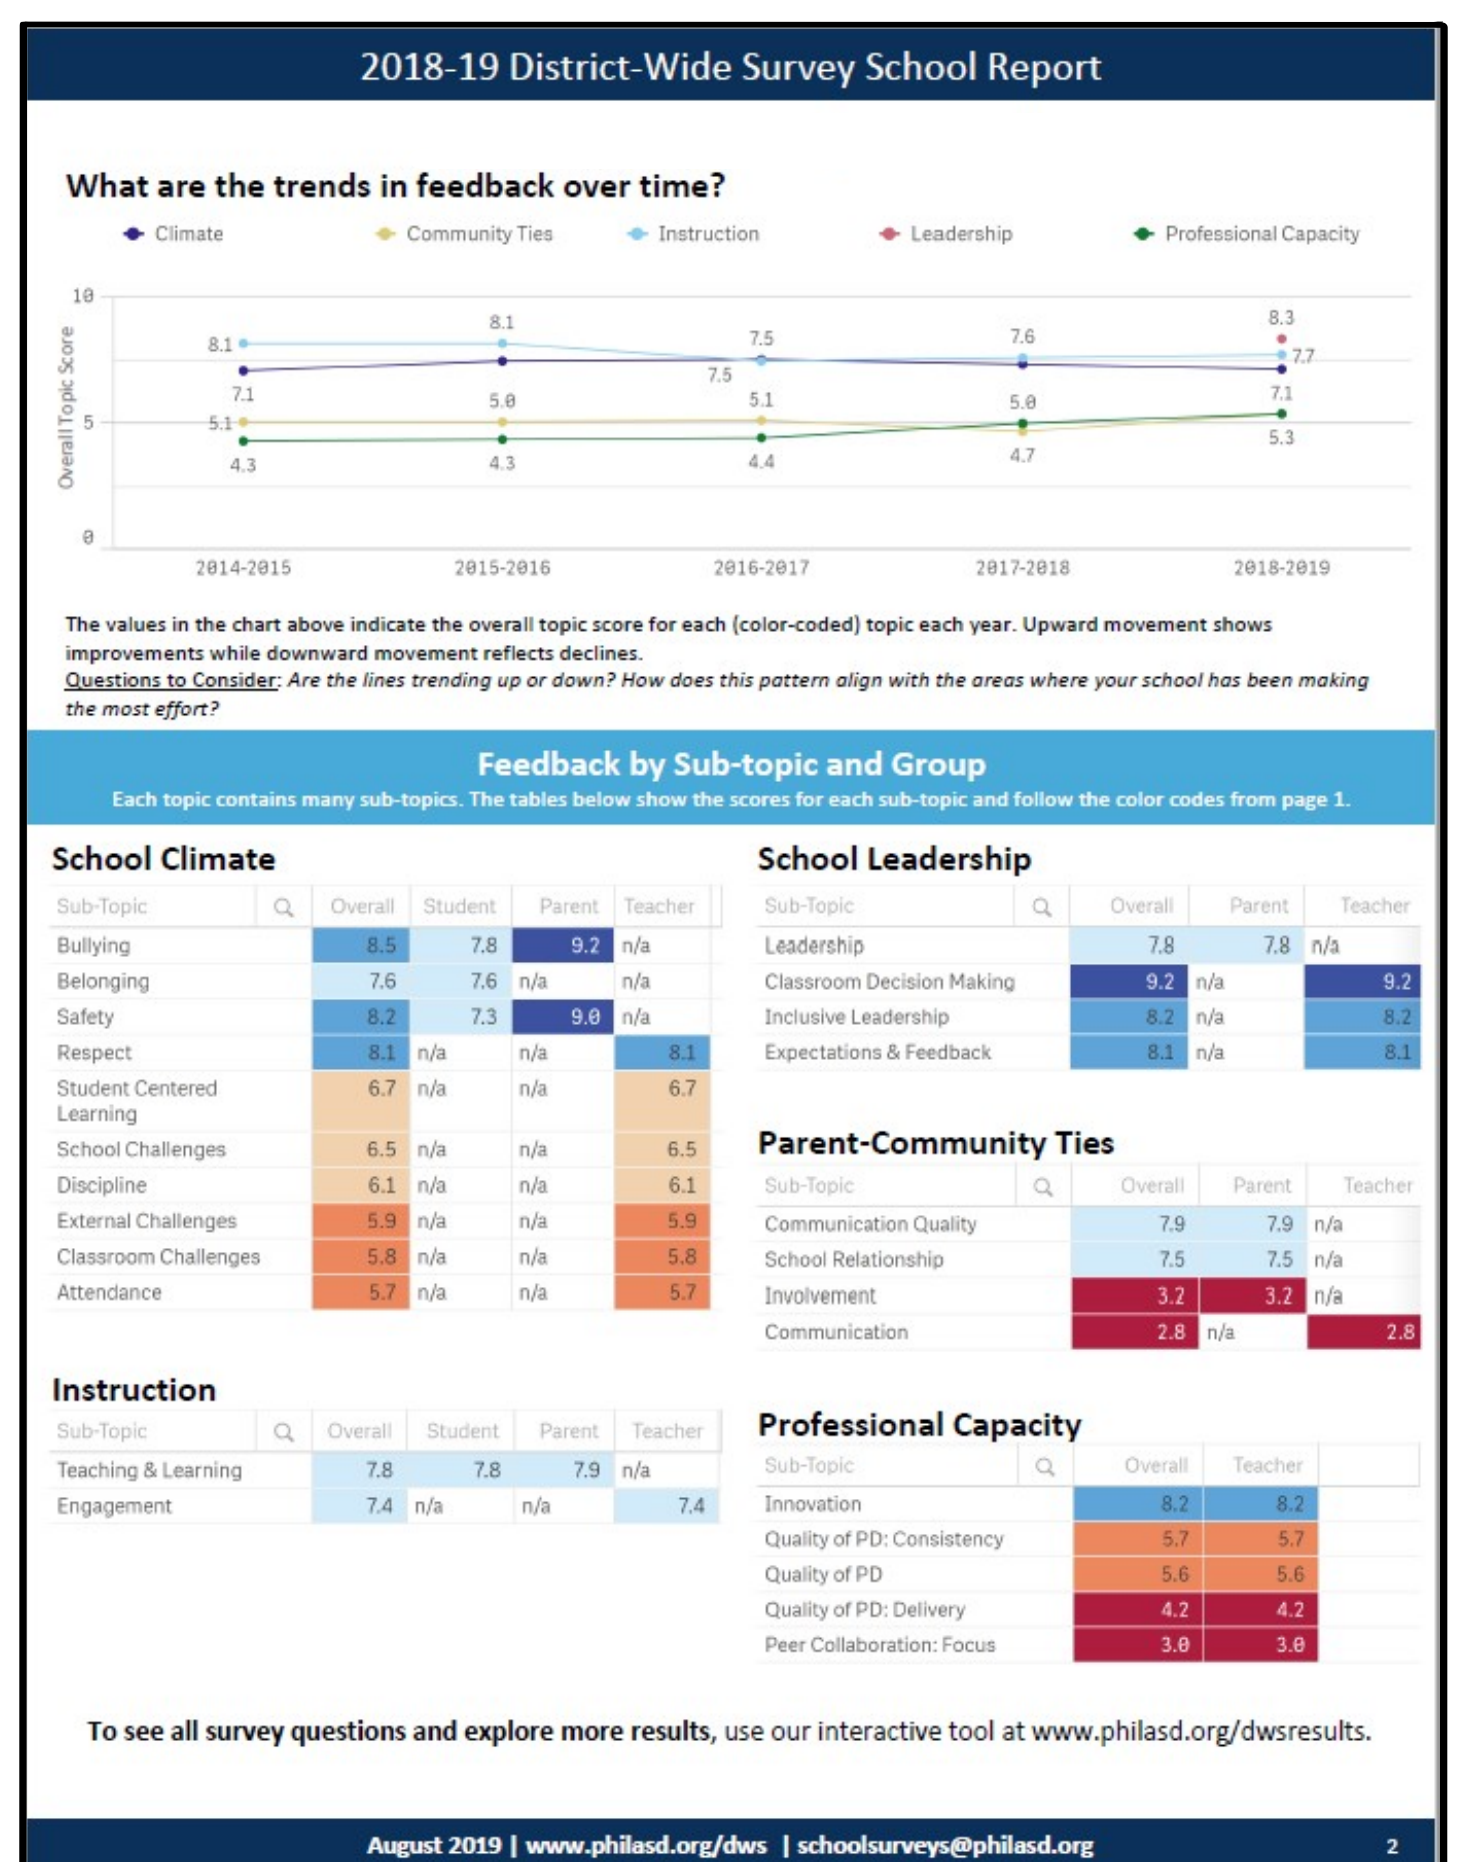 2018-19 District-Wide Survey School Report
What are the trends in feedback over time?
Climate Community Ties Instruction Leadership Professional Capacity
Overall Topic Score
10
5
0
8.1 8.1 7.5 7.6 8.3
7.7
7.1 7.5 7.1
5.1 5.0 5.1 5.0
4.3 4.3 4.4 4.7 5.3
2014-2015 2015-2016 2016-2017 2017-2018 2018-2019
The values in the chart above indicate the overall topic score for each (color-coded) topic each year. Upward movement shows
improvements while downward movement reflects declines.
Questions to Consider: Are the lines trending up or down? How does this pattern align with the areas where your school has been making
the most effort?
Feedback by Sub-topic and Group
Each topic contains many sub-topics. The tables below show the scores for each sub-topic and follow the color codes from page 1.
School Climate
Sub-Topic Overall Student Parent Teacher
Bullying 8.5 7.8 9.2 n/a
Belonging 7.6 7.6 n/a n/a
Safety 8.2 7.3 9.0 n/a
Respect 8.1 n/a n/a 8.1
Student Centered 6.7 n/a n/a 6.7
Learning
School Challenges 6.5 n/a n/a 6.5
Discipline 6.1 n/a n/a 6.1
External Challenges 5.9 n/a n/a 5.9
Classroom Challenges 5.8 n/a n/a 5.8
Attendance 5.7 n/a n/a 5.7
Instruction
Sub-Topic Overall Student Parent Teacher
Teaching & Learning 7.8 7.8 7.9 n/a
Engagement 7.4 n/a n/a 7.4
School Leadership
Sub-Topic Overall Parent Teacher
Leadership 7.8 7.8 n/a
Classroom Decision Making 9.2 n/a 9.2
Inclusive Leadership 8.2 n/a 8.2
Expectations & Feedback 8.1 n/a 8.1
Parent-Community Ties
Sub-Topic Overall Parent Teacher
Communication Quality 7.9 7.9 n/a
School Relationship 7.5 7.5 n/a
Involvement 3.2 3.2 n/a
Communication 2.8 n/a 2.8
Professional Capacity
Sub-Topic Overall Teacher
Innovation 8.2 8.2
Quality of PD: Consistency 5.7 5.7
Quality of PD 5.6 5.6
Quality of PD: Delivery 4.2 4.2
Peer Collaboration: Focus 3.0 3.0
To see all survey questions and explore more results, use our interactive tool at www.philasd.org/dwsresults.
August 2019 | www.philasd.org/dws | schoolsurveys@philasd.org 2